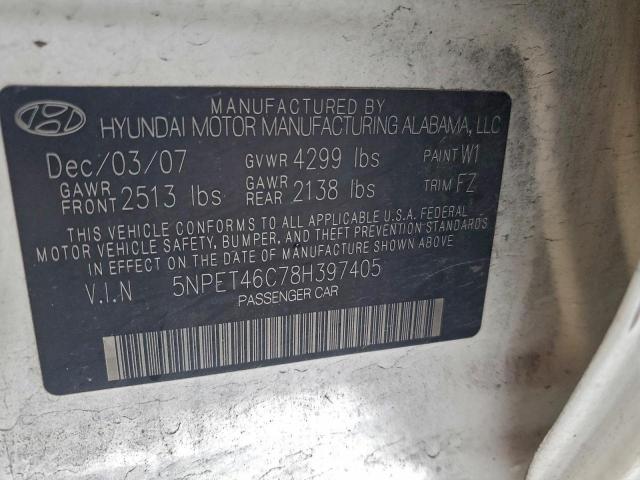 MANUFACTURED BY
HYUNDAI MOTOR MANUFACTURING ALABAMA, LLC
Dec/03/07 GVWR 4299 lbs PAINT W1
GAWR FRONT 2513 lbs GAWR REAR 2138 lbs TRIM FZ
THIS VEHICLE CONFORMS TO ALL APPLICABLE U.S.A. FEDERAL
MOTOR VEHICLE SAFETY, BUMPER, AND THEFT PREVENTION STANDARDS
IN EFFECT ON THE DATE OF MANUFACTURE SHOWN ABOVE
V.I.N 5NPET46C78H397405
PASSENGER CAR